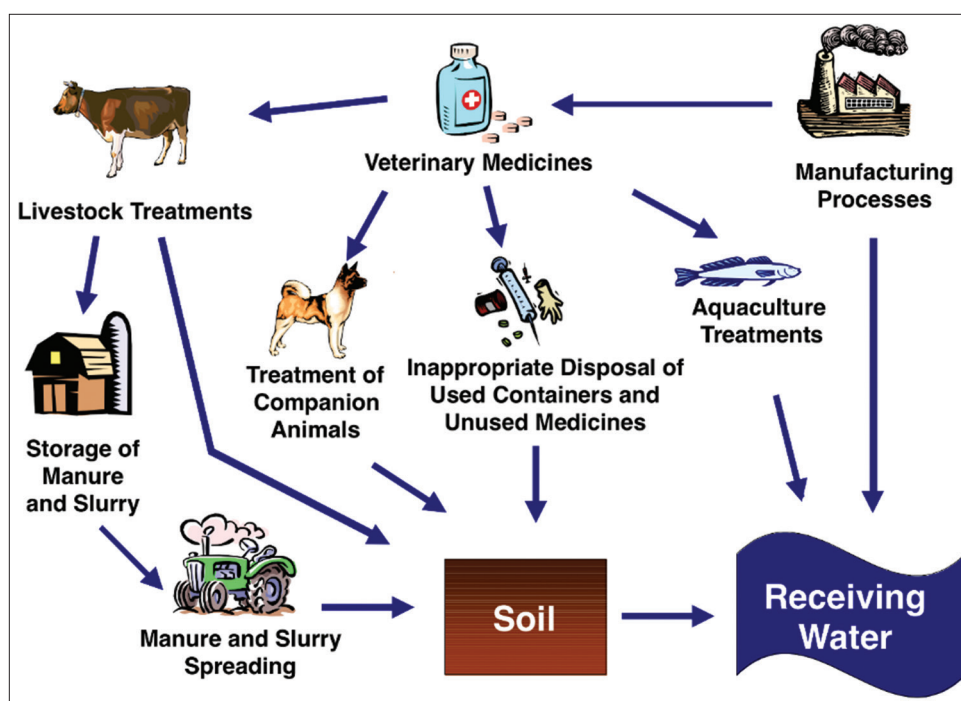 Veterinary Medicines
Manufacturing
Processes
Livestock Treatments
Aquaculture
Treatments
Treatment of
Companion
Animals
Inappropriate Disposal of
Used Containers and
Unused Medicines
Storage of
Manure
and Slurry
Manure and Slurry
Spreading
Soil
Receiving
Water